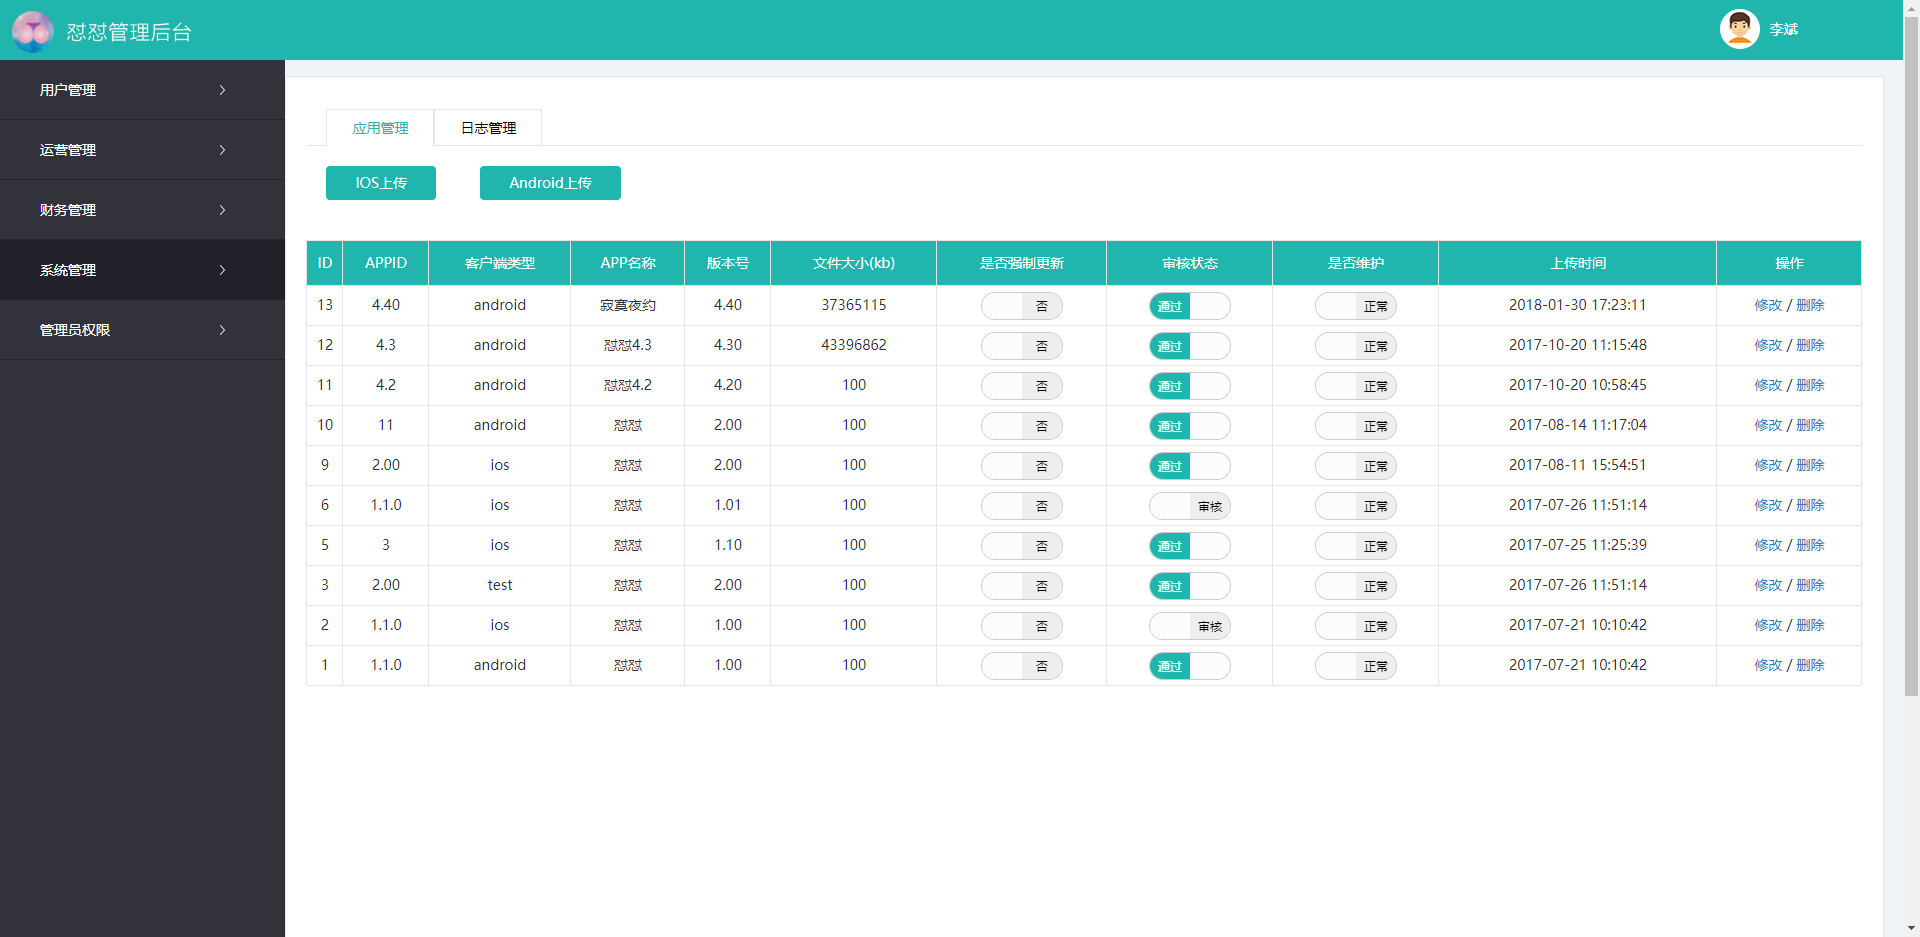 怼怼管理后台
李斌
用户管理
运营管理
财务管理
系统管理
管理员权限
应用管理 日志管理
IOS上传 Android上传
ID APPID 客户端类型 APP名称 版本号 文件大小(kb) 是否强制更新 审核状态 是否维护 上传时间 操作
13 4.40 android 寂寞夜约 4.40 37365115 否 通过 正常 2018-01-30 17:23:11 修改 / 删除
12 4.3 android 怼怼4.3 4.30 43396862 否 通过 正常 2017-10-20 11:15:48 修改 / 删除
11 4.2 android 怼怼4.2 4.20 100 否 通过 正常 2017-10-20 10:58:45 修改 / 删除
10 11 android 怼怼 2.00 100 否 通过 正常 2017-08-14 11:17:04 修改 / 删除
9 2.00 ios 怼怼 2.00 100 否 通过 正常 2017-08-11 15:54:51 修改 / 删除
6 1.1.0 ios 怼怼 1.01 100 否 审核 正常 2017-07-26 11:51:14 修改 / 删除
5 3 ios 怼怼 1.10 100 否 通过 正常 2017-07-25 11:25:39 修改 / 删除
3 2.00 test 怼怼 2.00 100 否 通过 正常 2017-07-26 11:51:14 修改 / 删除
2 1.1.0 ios 怼怼 1.00 100 否 审核 正常 2017-07-21 10:10:42 修改 / 删除
1 1.1.0 android 怼怼 1.00 100 否 通过 正常 2017-07-21 10:10:42 修改 / 删除